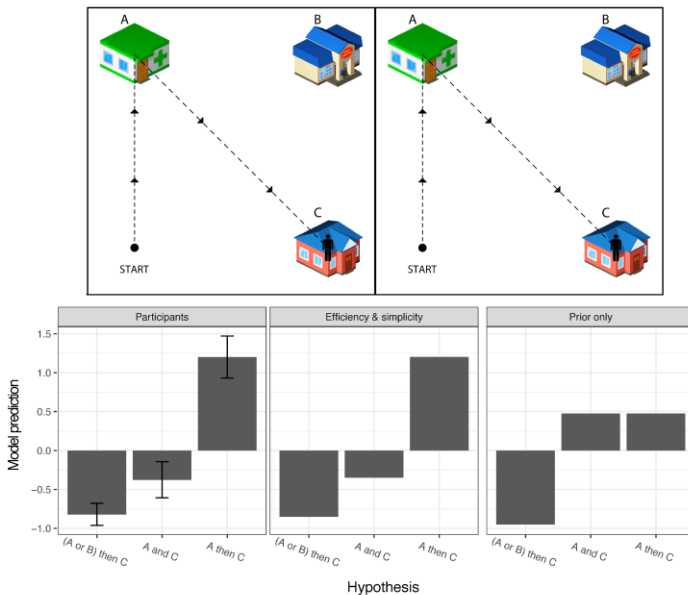 A
B
A
B
C
C
START
START
Participants
Efficiency & simplicity
Prior only
Model prediction
1.5
1.0
0.5
0.0
−0.5
−1.0
(A or B) then C
A and C
A then C
(A or B) then C
A and C
A then C
(A or B) then C
A and C
A then C
Hypothesis